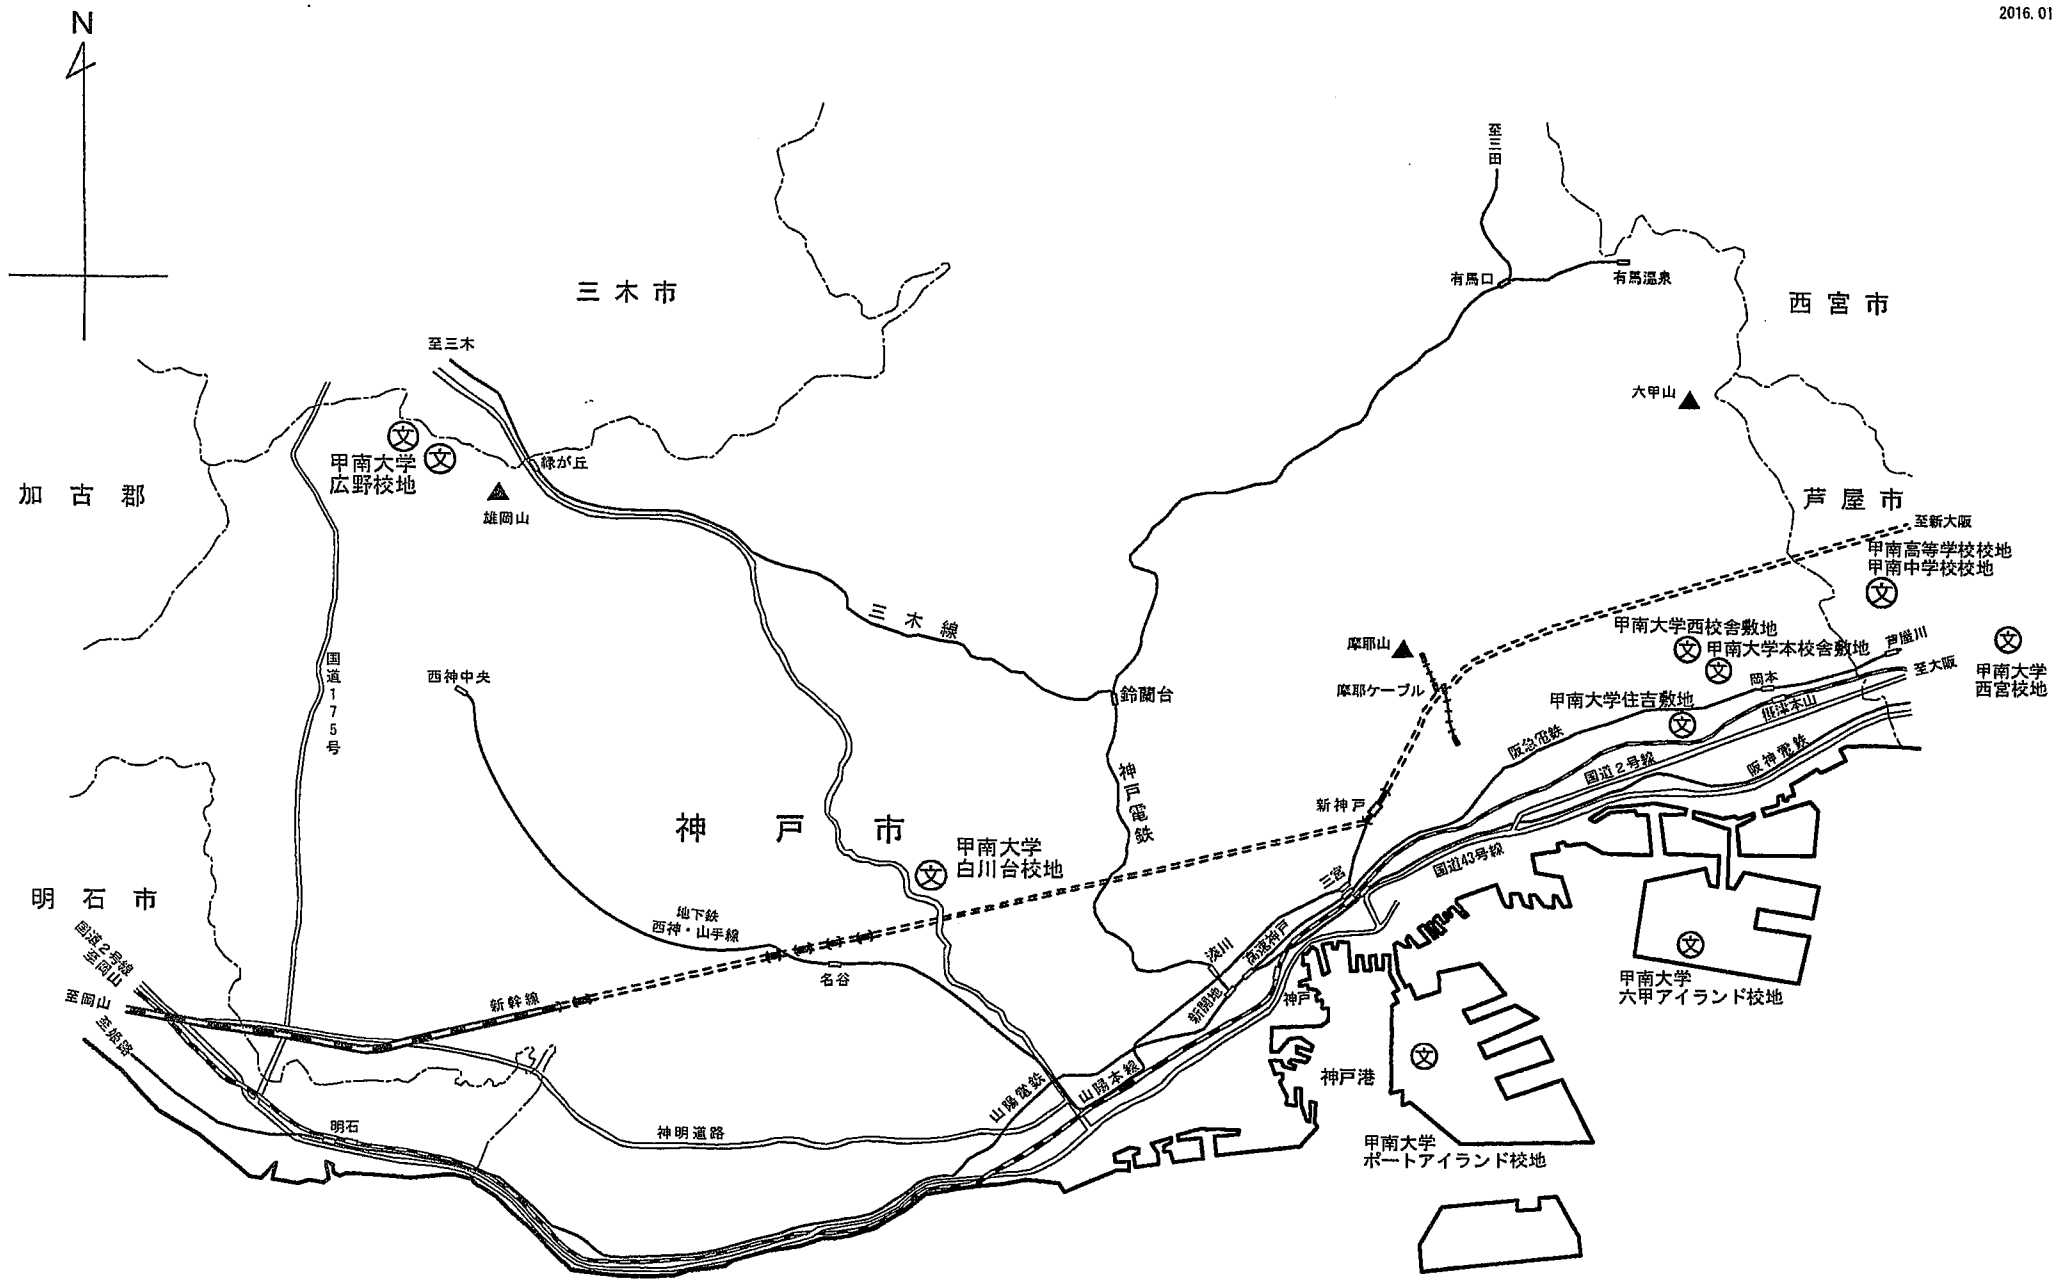 2016.01
N
至三田
有馬口
有馬温泉
三木市
西宮市
至三木
六甲山
甲南大学
広野校地
文
文
緑が丘
加古郡
雄岡山
芦屋市
至新大阪
甲南高等学校校地
甲南中学校校地
文
三木線
甲南大学西校舎敷地
文
甲南大学本校舎敷地
文
芦屋川
文
甲南大学
西宮校地
至大阪
摩耶山
摩耶ケーブル
国道175号
西神中央
鈴蘭台
岡本
摂津本山
甲南大学住吉敷地
文
阪急電鉄
国道2号線
阪神電鉄
神戸電鉄
新神戸
神戸市
甲南大学
白川台校地
文
国道43号線
三宮
明石市
地下鉄
西神・山手線
名谷
湊川
高速神戸
新開地
神戸
国道2号線
至岡山
至岡山
至姫路
新幹線
文
甲南大学
六甲アイランド校地
文
神戸港
山陽電鉄
山陽本線
明石
神明道路
甲南大学
ポートアイランド校地